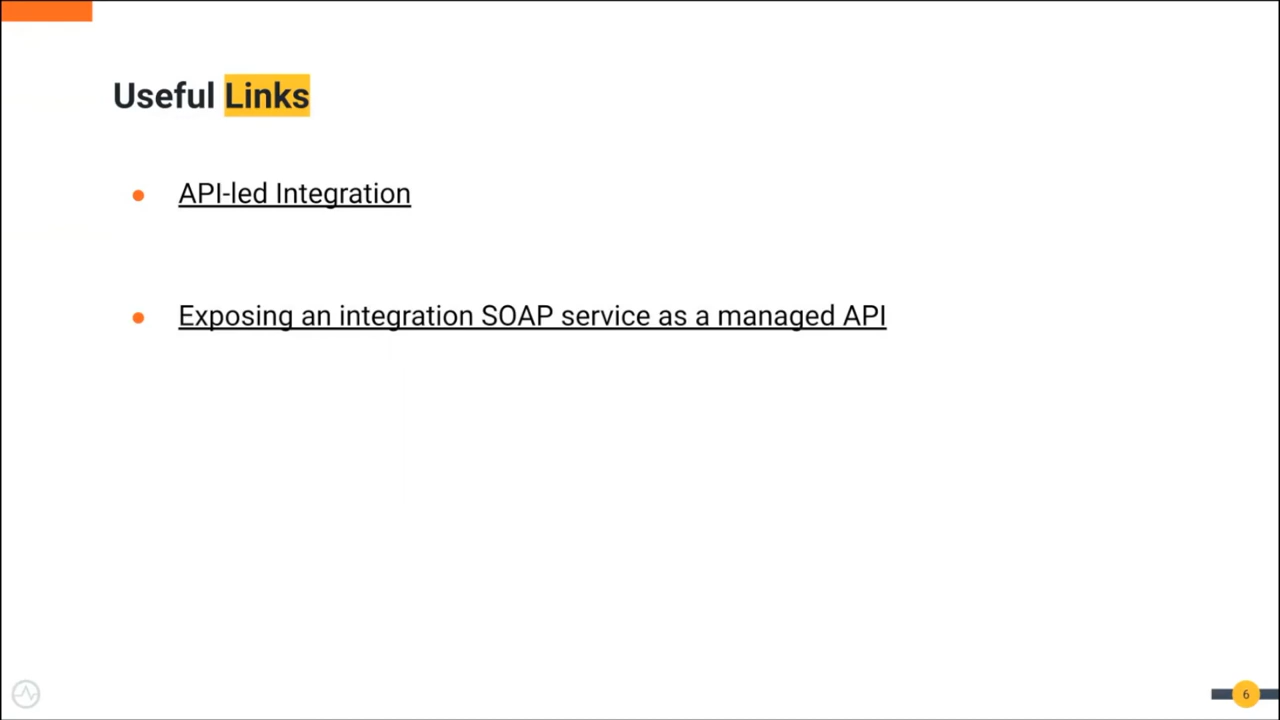 Useful Links
API-led Integration
Exposing an integration SOAP service as a managed API
6